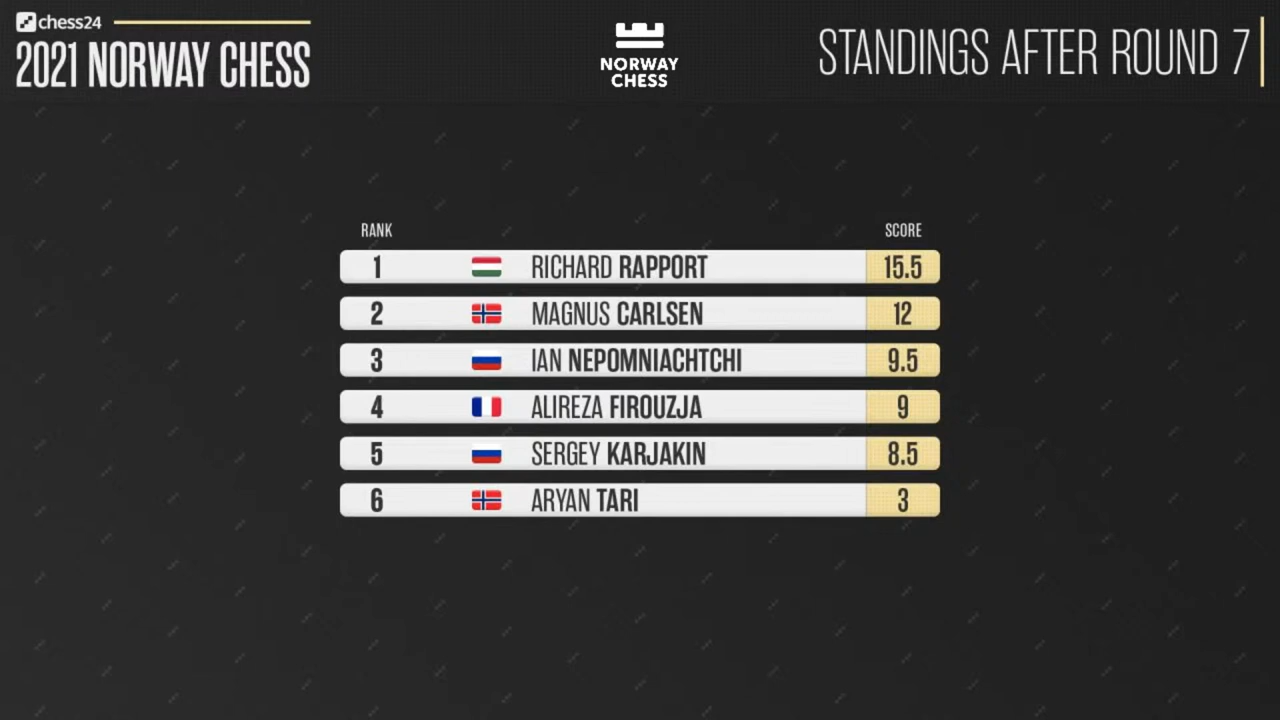 chess24
2021 NORWAY CHESS
NORWAY
CHESS
STANDINGS AFTER ROUND 7
RANK SCORE
1 RICHARD RAPPORT 15.5
2 MAGNUS CARLSEN 12
3 IAN NEPOMNIACHTCHI 9.5
4 ALIREZA FIROUZJA 9
5 SERGEY KARJAKIN 8.5
6 ARYAN TARI 3